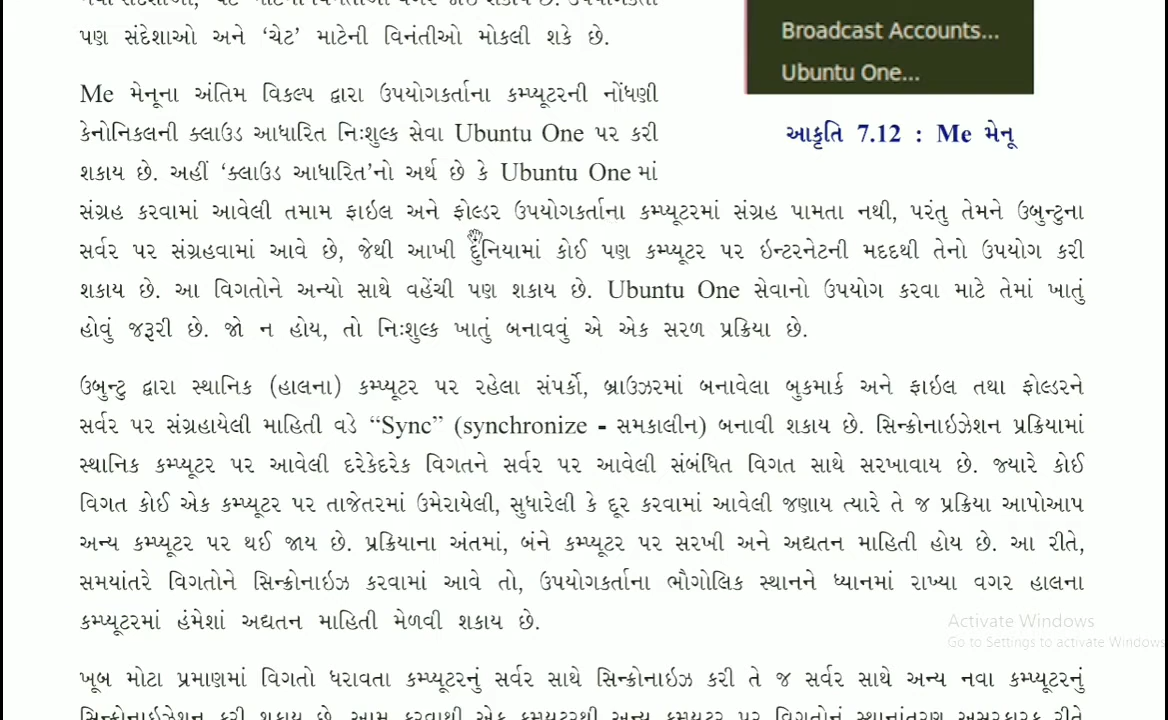 પણ સંદેશાઓ અને ‘ચેટ’ માટેની વિનંતીઓ મોકલી શકે છે.
Broadcast Accounts...
Ubuntu One...
આકૃતિ 7.12 : Me મેનૂ
Me મેનૂના અંતિમ વિકલ્પ દ્વારા ઉપયોગકર્તાના કમ્પ્યૂટરની નોંધણી
કેનોનિકલની ક્લાઉડ આધારિત નિઃશુલ્ક સેવા Ubuntu One પર કરી
શકાય છે. અહીં ‘ક્લાઉડ આધારિત’નો અર્થ છે કે Ubuntu One માં
સંગ્રહ કરવામાં આવેલી તમામ ફાઇલ અને ફોલ્ડર ઉપયોગકર્તાના કમ્પ્યૂટરમાં સંગ્રહ પામતા નથી, પરંતુ તેમને ઉબુન્ટુના
સર્વર પર સંગ્રહવામાં આવે છે, જેથી આખી દુનિયામાં કોઈ પણ કમ્પ્યૂટર પર ઇન્ટરનેટની મદદથી તેનો ઉપયોગ કરી
શકાય છે. આ વિગતોને અન્યો સાથે વહેંચી પણ શકાય છે. Ubuntu One સેવાનો ઉપયોગ કરવા માટે તેમાં ખાતું
હોવું જરૂરી છે. જો ન હોય, તો નિઃશુલ્ક ખાતું બનાવવું એ એક સરળ પ્રક્રિયા છે.
ઉબુન્ટુ દ્વારા સ્થાનિક (હાલના) કમ્પ્યૂટર પર રહેલા સંપર્કો, બ્રાઉઝરમાં બનાવેલા બુકમાર્ક અને ફાઇલ તથા ફોલ્ડરને
સર્વર પર સંગ્રહાયેલી માહિતી વડે “Sync” (synchronize - સમકાલીન) બનાવી શકાય છે. સિન્ક્રોનાઇઝેશન પ્રક્રિયામાં
સ્થાનિક કમ્પ્યૂટર પર આવેલી દરેકેદરેક વિગતને સર્વર પર આવેલી સંબંધિત વિગત સાથે સરખાવાય છે. જ્યારે કોઈ
વિગત કોઈ એક કમ્પ્યૂટર પર તાજેતરમાં ઉમેરાયેલી, સુધારેલી કે દૂર કરવામાં આવેલી જણાય ત્યારે તે જ પ્રક્રિયા આપોઆપ
અન્ય કમ્પ્યૂટર પર થઈ જાય છે. પ્રક્રિયાના અંતમાં, બંને કમ્પ્યૂટર પર સરખી અને અદ્યતન માહિતી હોય છે. આ રીતે,
સમયાંતરે વિગતોને સિન્ક્રોનાઇઝ કરવામાં આવે તો, ઉપયોગકર્તાના ભૌગોલિક સ્થાનને ધ્યાનમાં રાખ્યા વગર હાલના
કમ્પ્યૂટરમાં હંમેશાં અદ્યતન માહિતી મેળવી શકાય છે.
Activate Windows
Go to Settings to activate Windows
ખૂબ મોટા પ્રમાણમાં વિગતો ધરાવતા કમ્પ્યૂટરનું સર્વર સાથે સિન્ક્રોનાઇઝ કરી તે જ સર્વર સાથે અન્ય નવા કમ્પ્યૂટરનું